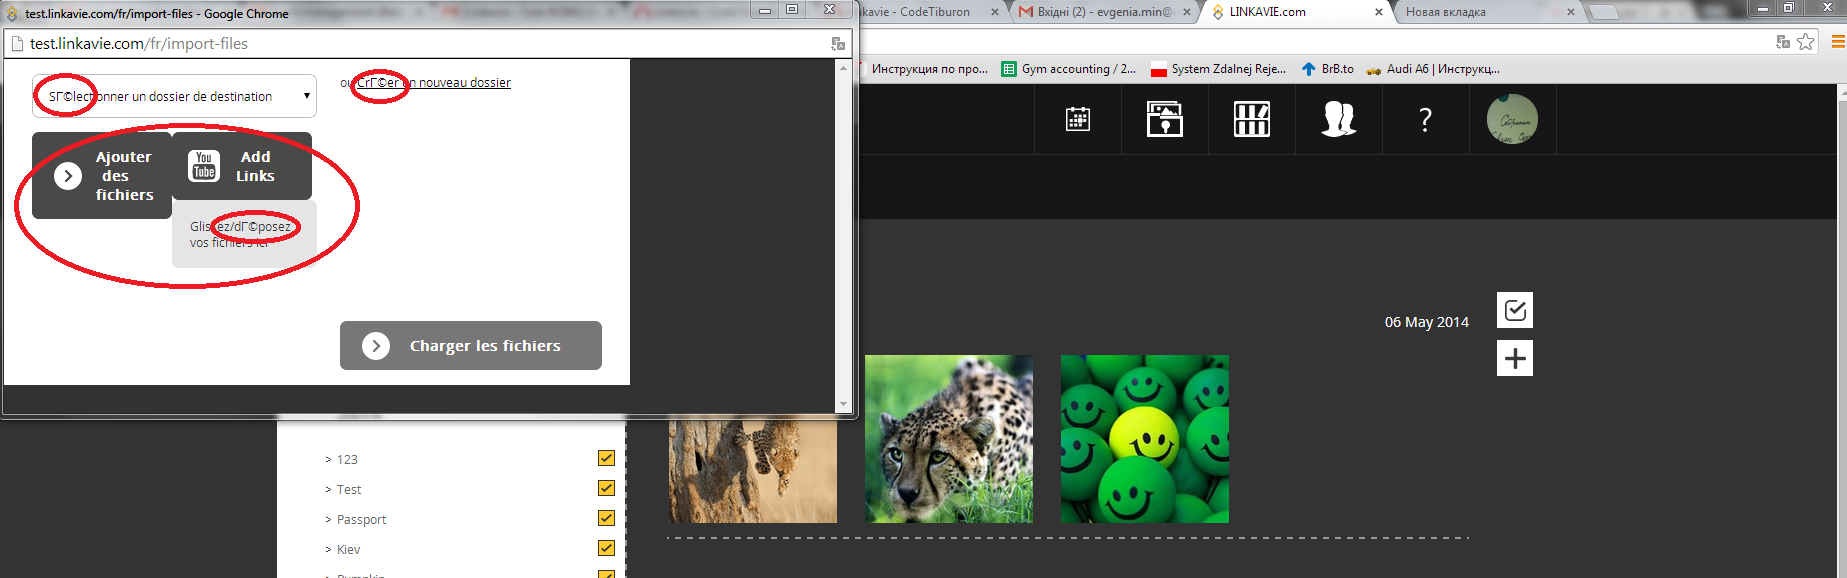 test.linkavie.com/fr/import-files - Google Chrome
nkavie - CodeTiburon
Вхідні (2) - evgenia.min@
LINKAVIE.com
Новая вкладка
test.linkavie.com/fr/import-files
Инструкция по про...
Gym accounting / 2...
System Zdalnej Reje...
BrB.to
Audi A6 | Инструкц...
SГ©lectionner un dossier de destination
ou CrГ©er un nouveau dossier
Ajouter
des
fichiers
You
Tube
Add
Links
Glissez/dГ©posez
vos fichiers ici
Charger les fichiers
?
06 May 2014
> 123
> Test
> Passport
> Kiev
> Pumpkin